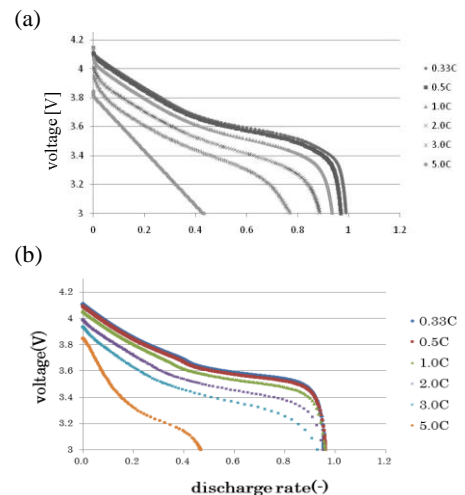 (a)
4.2
4
3.8
3.6
3.4
3.2
3
voltage [V]
0
0.2
0.4
0.6
0.8
1
1.2
0.33C
0.5C
1.0C
2.0C
3.0C
5.0C
(b)
4.2
4
3.8
3.6
3.4
3.2
3
voltage(V)
0.0
0.2
0.4
0.6
0.8
1.0
1.2
discharge rate(-)
0.33C
0.5C
1.0C
2.0C
3.0C
5.0C